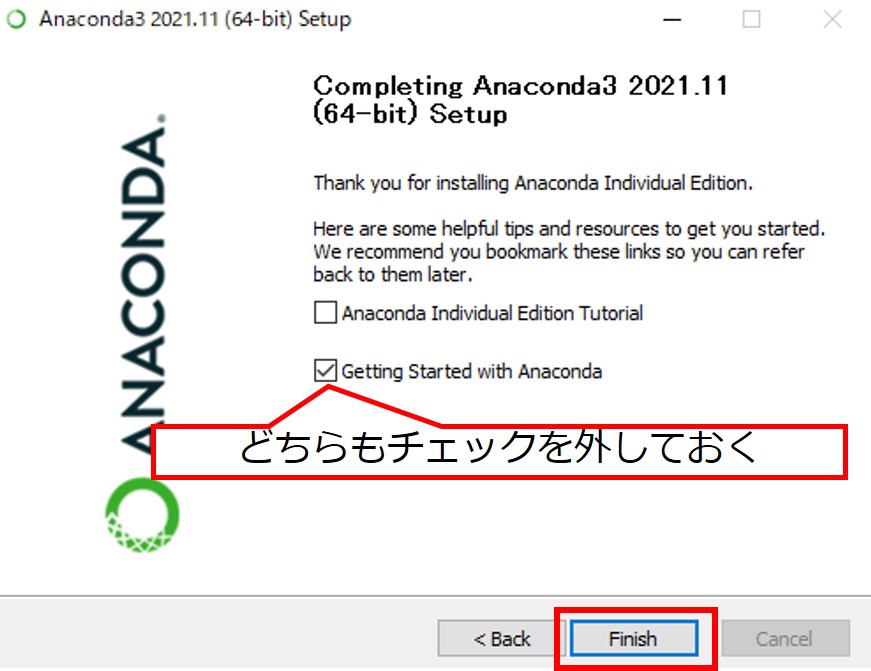 Anaconda3 2021.11 (64-bit) Setup
Completing Anaconda3 2021.11
(64-bit) Setup
ANACONDA.
Thank you for installing Anaconda Individual Edition.
Here are some helpful tips and resources to get you started.
We recommend you bookmark these links so you can refer
back to them later.
Anaconda Individual Edition Tutorial
Getting Started with Anaconda
どちらもチェックを外しておく
< Back
Finish
Cancel